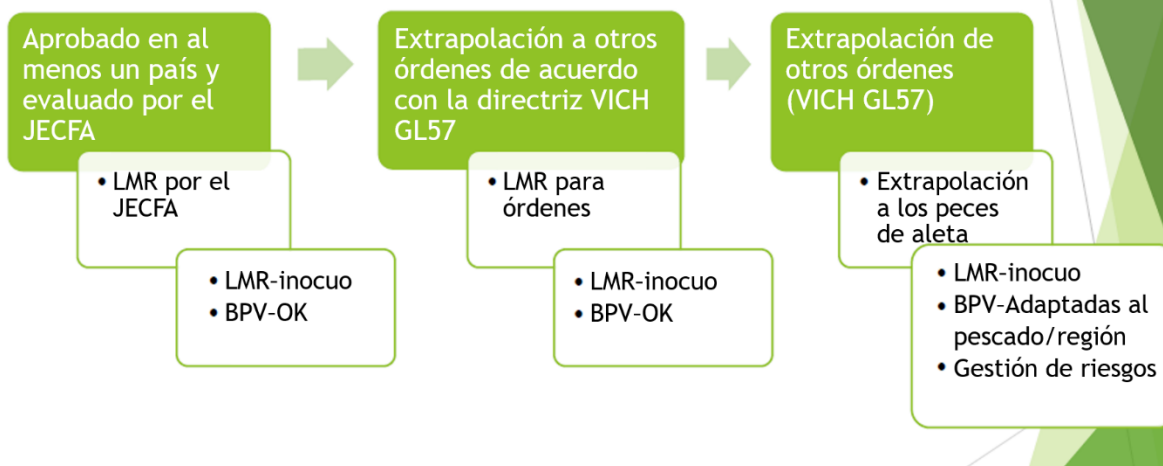 Aprobado en al
menos un país y
evaluado por el
JECFA
• LMR por el
JECFA
• LMR-inocuo
• BPV-OK
Extrapolación a otros
órdenes de acuerdo
con la directriz VICH
GL57
• LMR para
órdenes
• LMR-inocuo
• BPV-OK
Extrapolación de
otros órdenes
(VICH GL57)
• Extrapolación
a los peces
de aleta
• LMR-inocuo
• BPV-Adaptadas al
pescado/región
• Gestión de riesgos